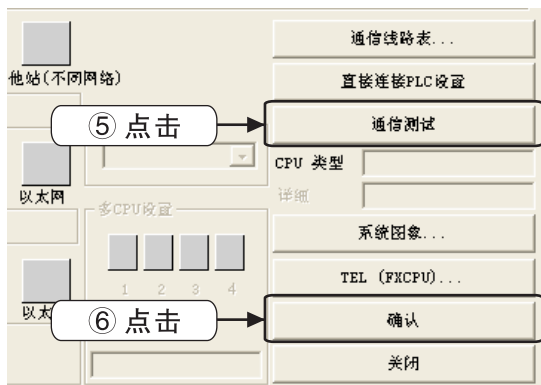 通信线路表...
他站(不同网络)
直接连接PLC设置
⑤ 点击
通信测试
CPU 类型
以太网
详细
多CPU设置
系统图象...
1 2 3 4
TEL (FXCPU)...
以太
⑥ 点击
确认
关闭